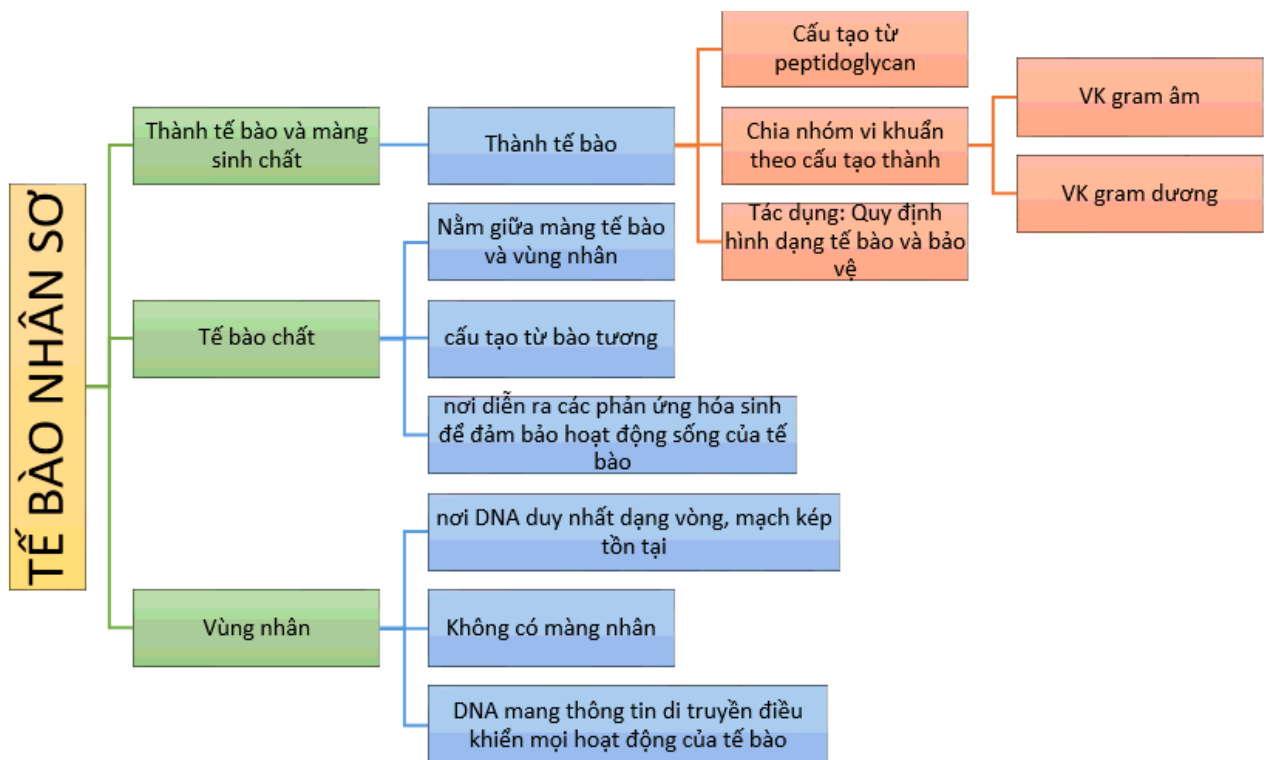 TẾ BÀO NHÂN SƠ
Thành tế bào và màng
sinh chất
Thành tế bào
Cấu tạo từ
peptidoglycan
Chia nhóm vi khuẩn
theo cấu tạo thành
VK gram âm
VK gram dương
Tác dụng: Quy định
hình dạng tế bào và bảo
vệ
Tế bào chất
Nằm giữa màng tế bào
và vùng nhân
cấu tạo từ bào tương
nơi diễn ra các phản ứng hóa sinh
để đảm bảo hoạt động sống của tế
bào
Vùng nhân
nơi DNA duy nhất dạng vòng, mạch kép
tồn tại
Không có màng nhân
DNA mang thông tin di truyền điều
khiển mọi hoạt động của tế bào